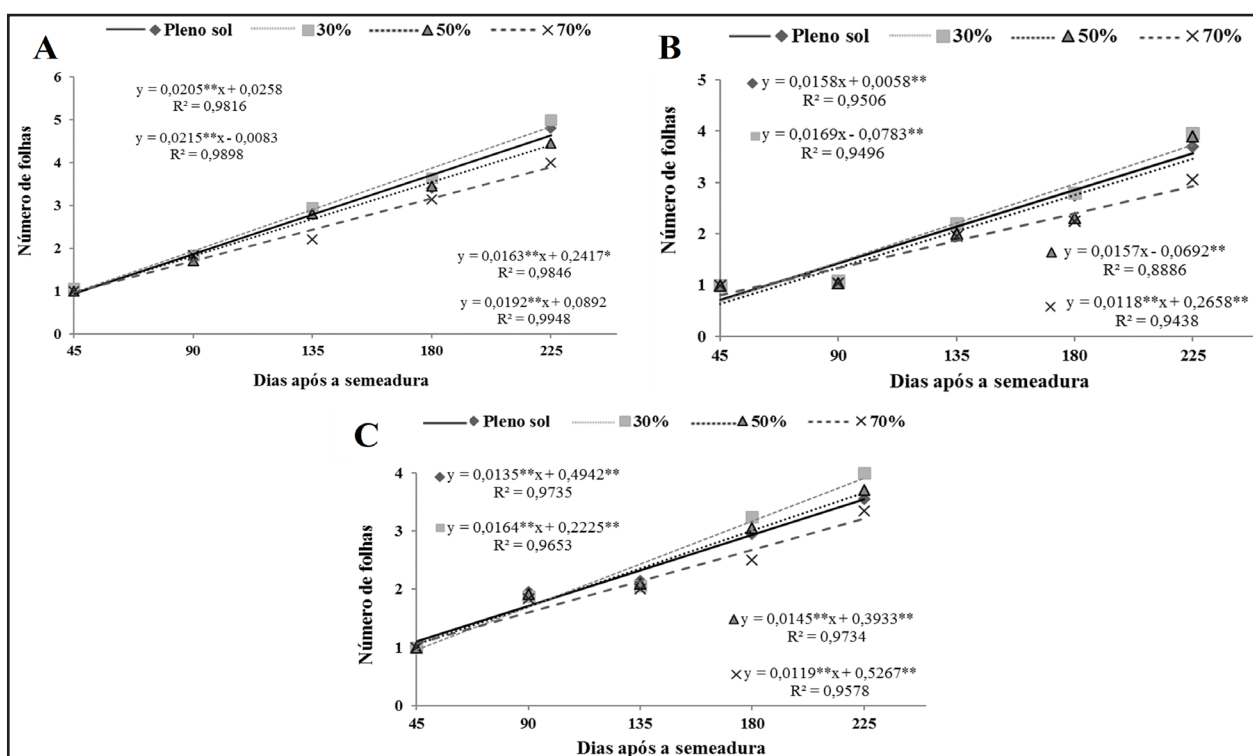 A
Pleno sol 30% 50% 70%
Número de folhas
6
5
4
3
2
1
0
y = 0,0205**x + 0,0258
R² = 0,9816
y = 0,0215**x - 0,0083
R² = 0,9898
y = 0,0163**x + 0,2417*
R² = 0,9846
y = 0,0192**x + 0,0892
R² = 0,9948
45 90 135 180 225
Dias após a semeadura
B
Pleno sol 30% 50% 70%
Número de folhas
5
4
3
2
1
0
y = 0,0158x + 0,0058**
R² = 0,9506
y = 0,0169x - 0,0783**
R² = 0,9496
y = 0,0157x - 0,0692**
R² = 0,8886
y = 0,0118**x + 0,2658**
R² = 0,9438
45 90 135 180 225
Dias após a semeadura
C
Pleno sol 30% 50% 70%
Número de folhas
4
3
2
1
0
y = 0,0135**x + 0,4942**
R² = 0,9735
y = 0,0164**x + 0,2225**
R² = 0,9653
y = 0,0145**x + 0,3933**
R² = 0,9734
y = 0,0119**x + 0,5267**
R² = 0,9578
45 90 135 180 225
Dias após a semeadura